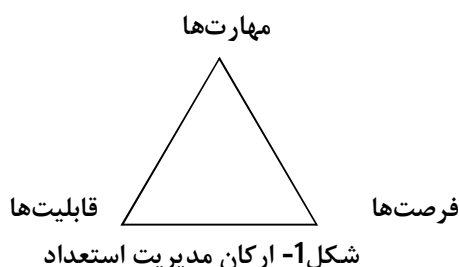 مهارت‌ها
فرصت‌ها
قابلیت‌ها
شکل1- ارکان مدیریت استعداد